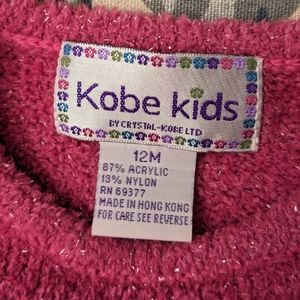 Kobe kids
BY CRYSTAL-KOBE LTD
12M
87% ACRYLIC
13% NYLON
RN 69377
MADE IN HONG KONG
FOR CARE SEE REVERSE